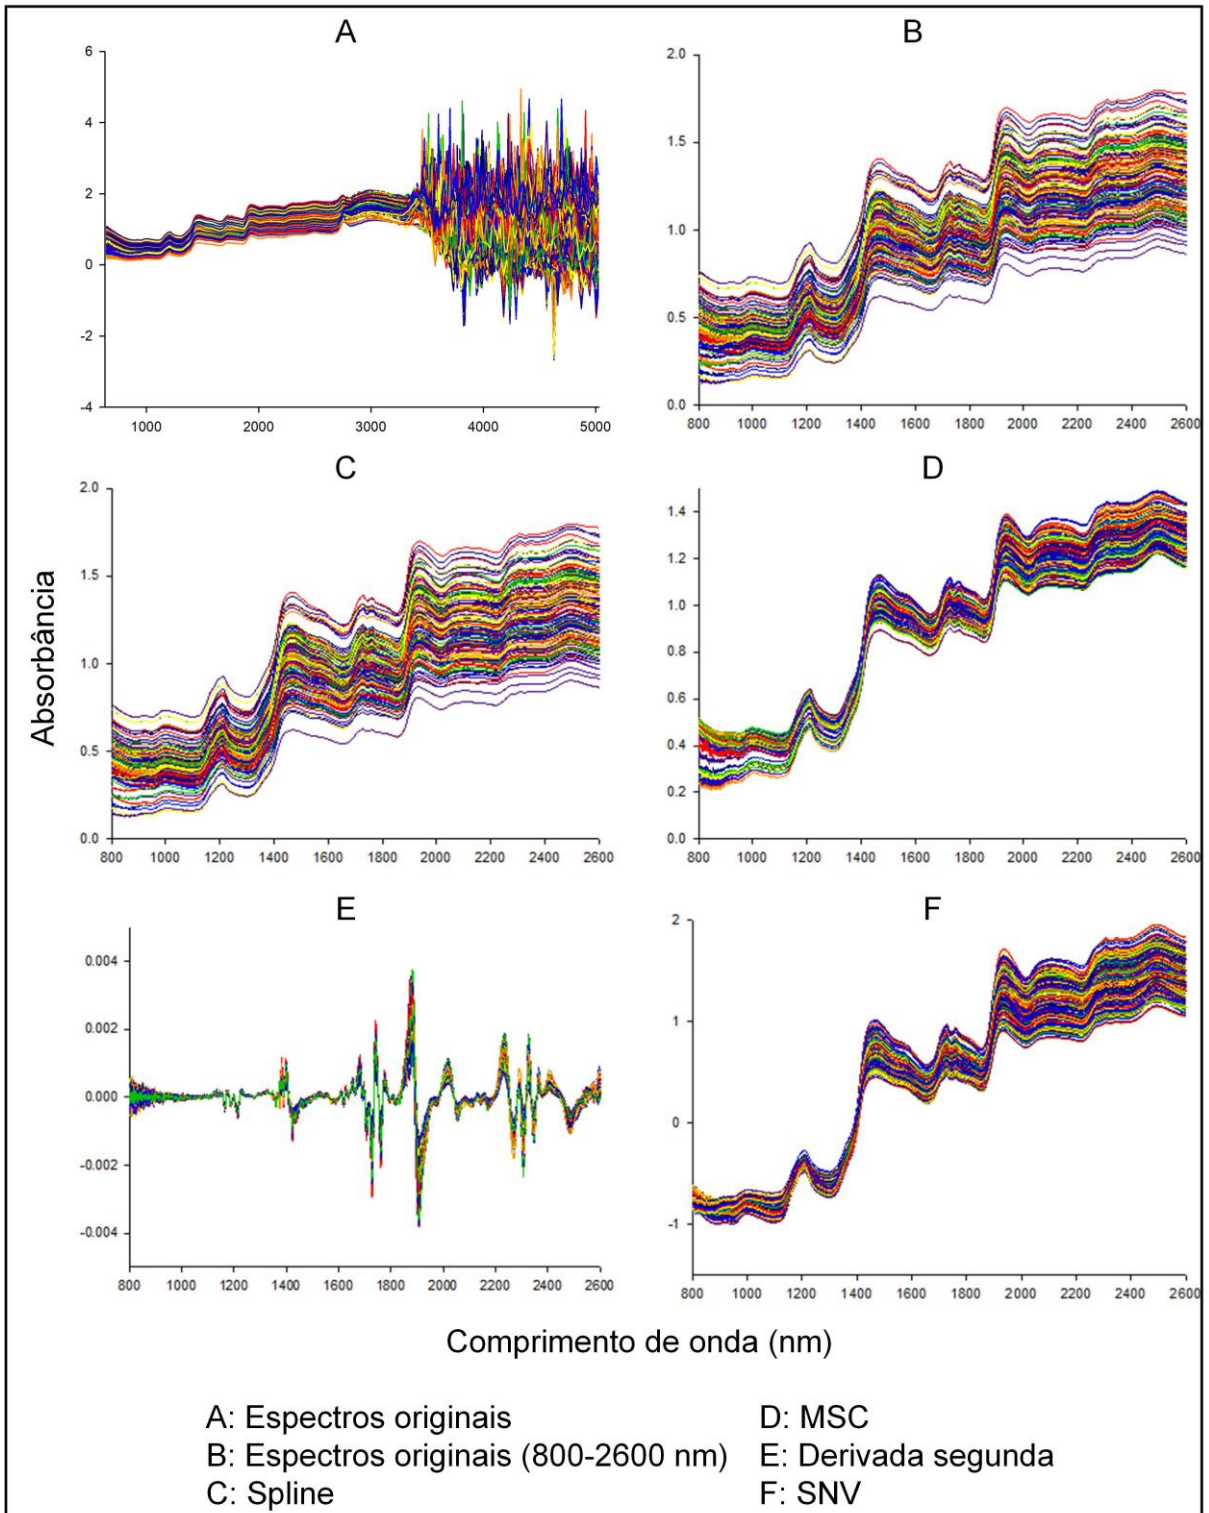 A
6
4
2
0
-2
-4
1000 2000 3000 4000 5000
B
2.0
1.5
1.0
0.5
0.0
800 1000 1200 1400 1600 1800 2000 2200 2400 2600
C
2.0
1.5
1.0
0.5
0.0
800 1000 1200 1400 1600 1800 2000 2200 2400 2600
D
1.4
1.2
1.0
0.8
0.6
0.4
0.2
0.0
800 1000 1200 1400 1600 1800 2000 2200 2400 2600
Absorbância
E
0.004
0.002
0.000
-0.002
-0.004
800 1000 1200 1400 1600 1800 2000 2200 2400 2600
F
2
1
0
-1
800 1000 1200 1400 1600 1800 2000 2200 2400 2600
Comprimento de onda (nm)
A: Espectros originais
B: Espectros originais (800-2600 nm)
C: Spline
D: MSC
E: Derivada segunda
F: SNV